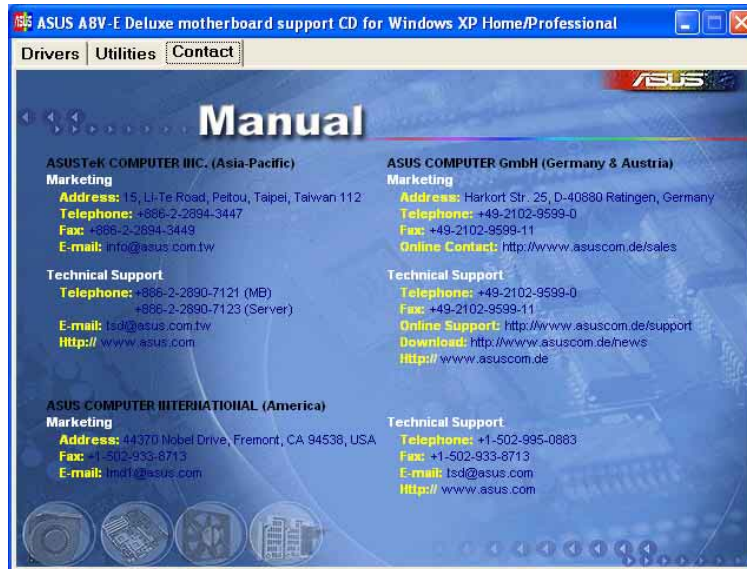 ASUS A8V-E Deluxe motherboard support CD for Windows XP Home/Professional
Drivers Utilities Contact
ASUS
Manual
ASUSTeK COMPUTER INC. (Asia-Pacific)
Marketing
Address: 15, Li-Te Road, Peitou, Taipei, Taiwan 112
Telephone: +886-2-2894-3447
Fax: +886-2-2894-3449
E-mail: info@asus.com.tw
Technical Support
Telephone: +886-2-2890-7121 (MB)
+886-2-2890-7123 (Server)
E-mail: tsd@asus.com.tw
Http:// www.asus.com
ASUS COMPUTER GmbH (Germany & Austria)
Marketing
Address: Harkort Str. 25, D-40880 Ratingen, Germany
Telephone: +49-2102-9599-0
Fax: +49-2102-9599-11
Online Contact: http://www.asuscom.de/sales
Technical Support
Telephone: +49-2102-9599-0
Fax: +49-2102-9599-11
Online Support: http://www.asuscom.de/support
Download: http://www.asuscom.de/news
Http:// www.asuscom.de
ASUS COMPUTER INTERNATIONAL (America)
Marketing
Address: 44370 Nobel Drive, Fremont, CA 94538, USA
Fax: +1-502-933-8713
E-mail: lmd1@asus.com
Technical Support
Telephone: +1-502-995-0883
Fax: +1-502-933-8713
E-mail: tsd@asus.com
Http:// www.asus.com